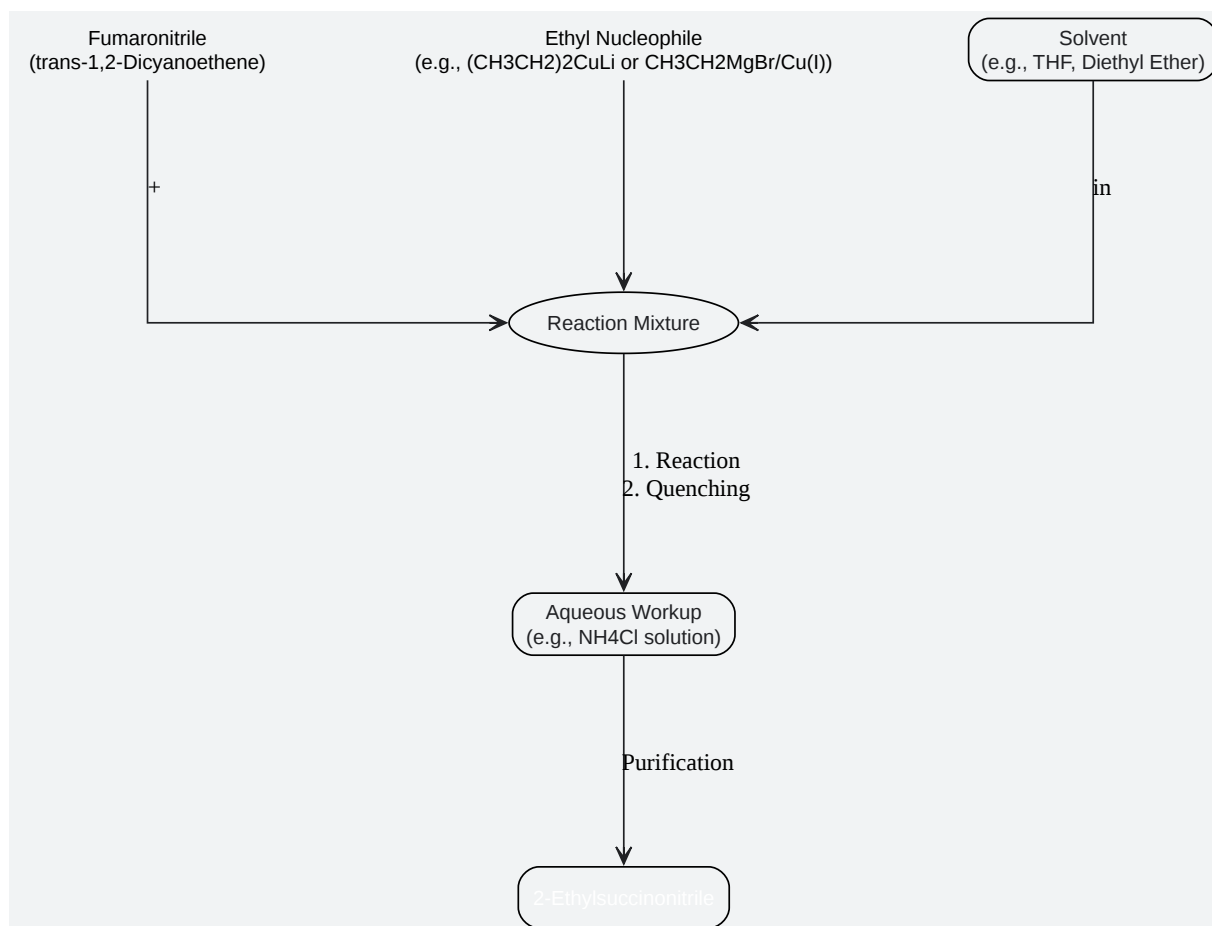 Fumaronitrile
(trans-1,2-Dicyanoethene)
Ethyl Nucleophile
(e.g., (CH3CH2)2CuLi or CH3CH2MgBr/Cu(I))
Solvent
(e.g., THF, Diethyl Ether)
+
in
Reaction Mixture
1. Reaction
2. Quenching
Aqueous Workup
(e.g., NH4Cl solution)
Purification
2-Ethylsuccinonitrile